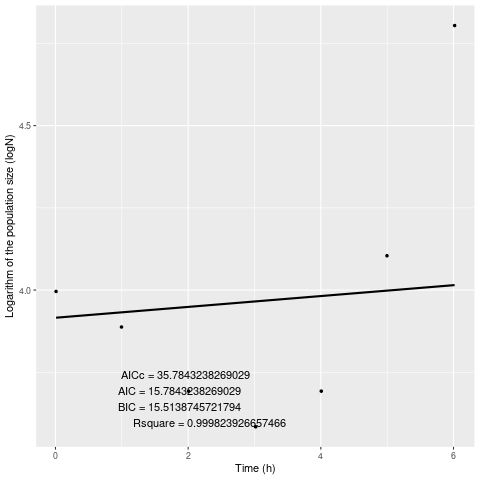 Logarithm of the population size (logN)
4.5
4.0
AICc = 35.7843238269029
AIC = 15.7843238269029
BIC = 15.5138745721794
Rsquare = 0.999823926657466
0
2
4
6
Time (h)